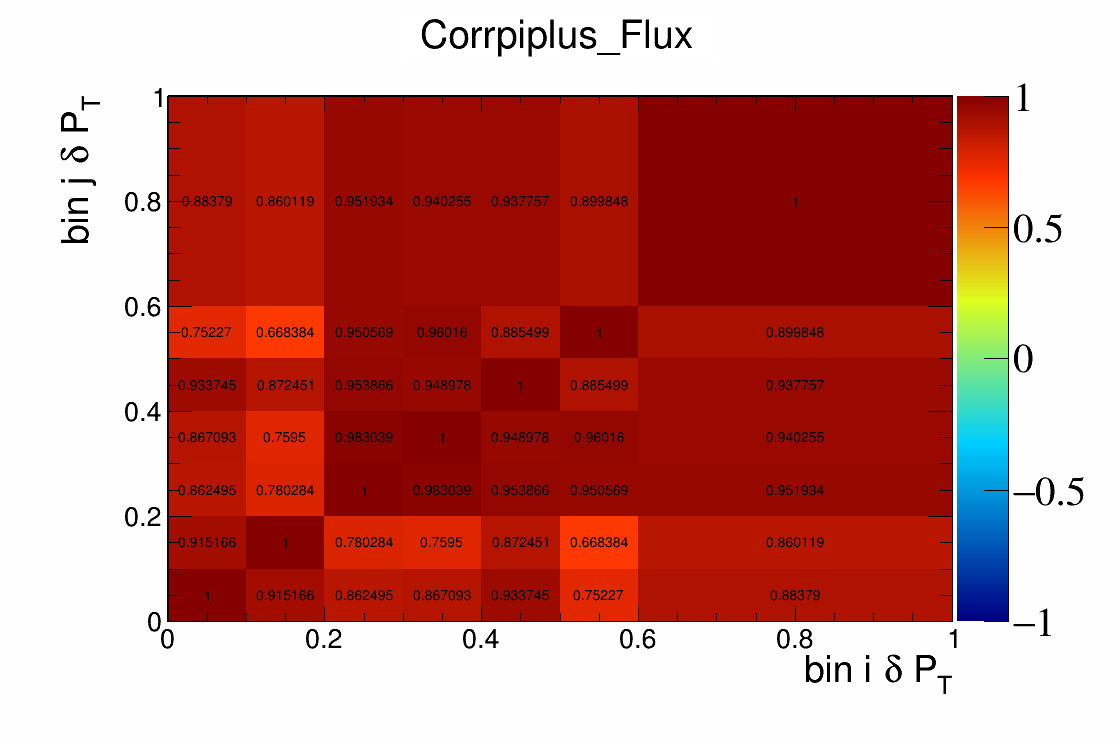 Corrpiplus_Flux
bin j δ P_T
1
0.8
0.6
0.4
0.2
0
0.88379 0.860119 0.951934 0.940255 0.937757 0.899848 1
0.75227 0.668384 0.950569 0.96016 0.885499 1 0.899848
0.933745 0.872451 0.953866 0.948978 1 0.885499 0.937757
0.867093 0.7595 0.983039 1 0.948978 0.96016 0.940255
0.862495 0.780284 1 0.983039 0.953866 0.950569 0.951934
0.915166 1 0.780284 0.7595 0.872451 0.668384 0.860119
1 0.915166 0.862495 0.867093 0.933745 0.75227 0.88379
0 0.2 0.4 0.6 0.8 1
bin i δ P_T
1
0.5
0
−0.5
−1